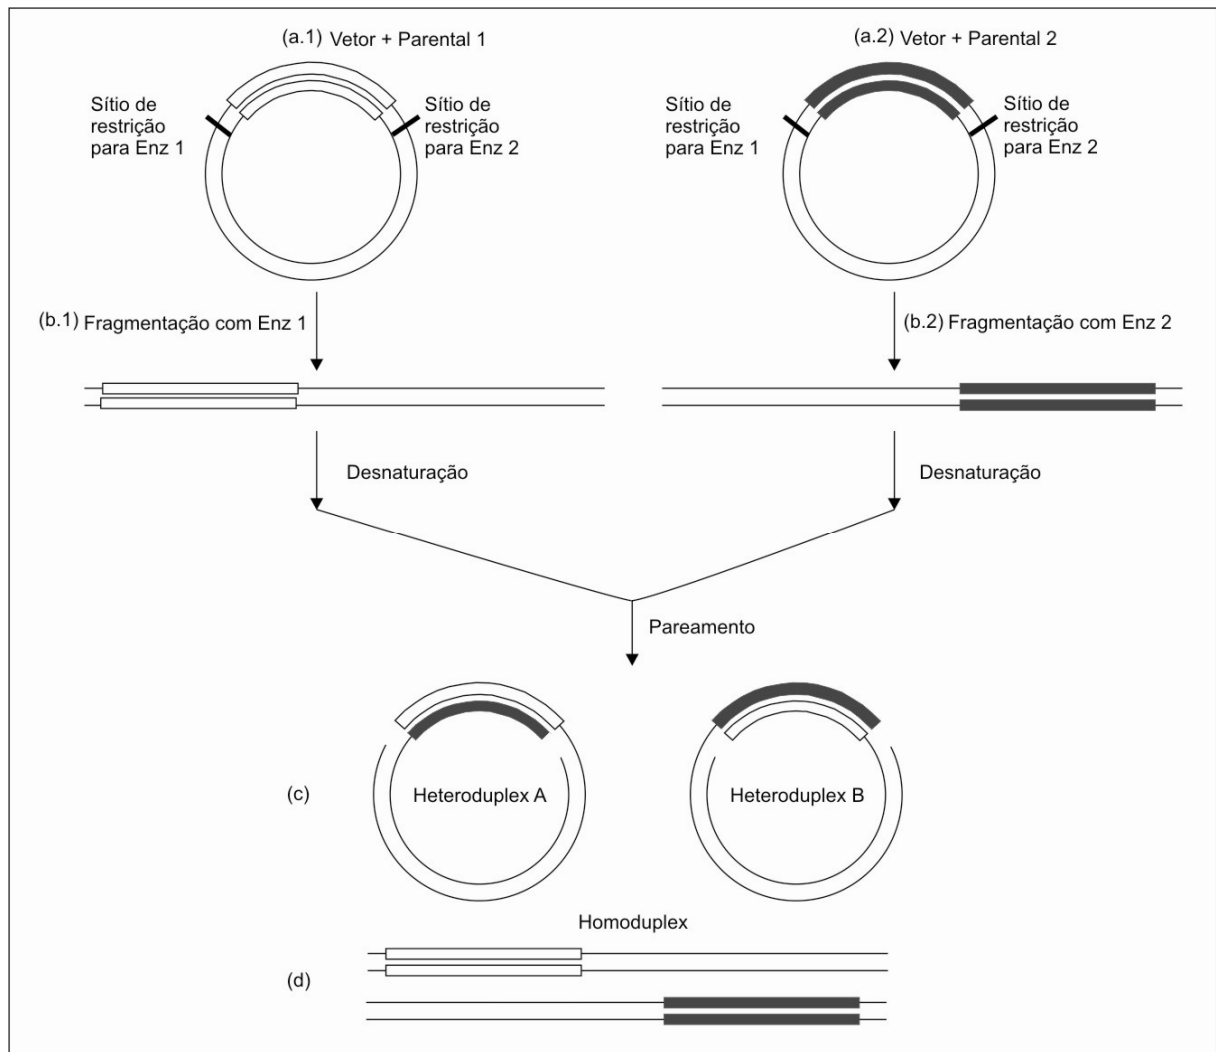 (a.1) Vetor + Parental 1
(a.2) Vetor + Parental 2
Sítio de
restrição
para Enz 1
Sítio de
restrição
para Enz 2
Sítio de
restrição
para Enz 1
Sítio de
restrição
para Enz 2
(b.1) Fragmentação com Enz 1
(b.2) Fragmentação com Enz 2
Desnaturação
Desnaturação
Pareamento
(c)
Heteroduplex A
Heteroduplex B
Homoduplex
(d)